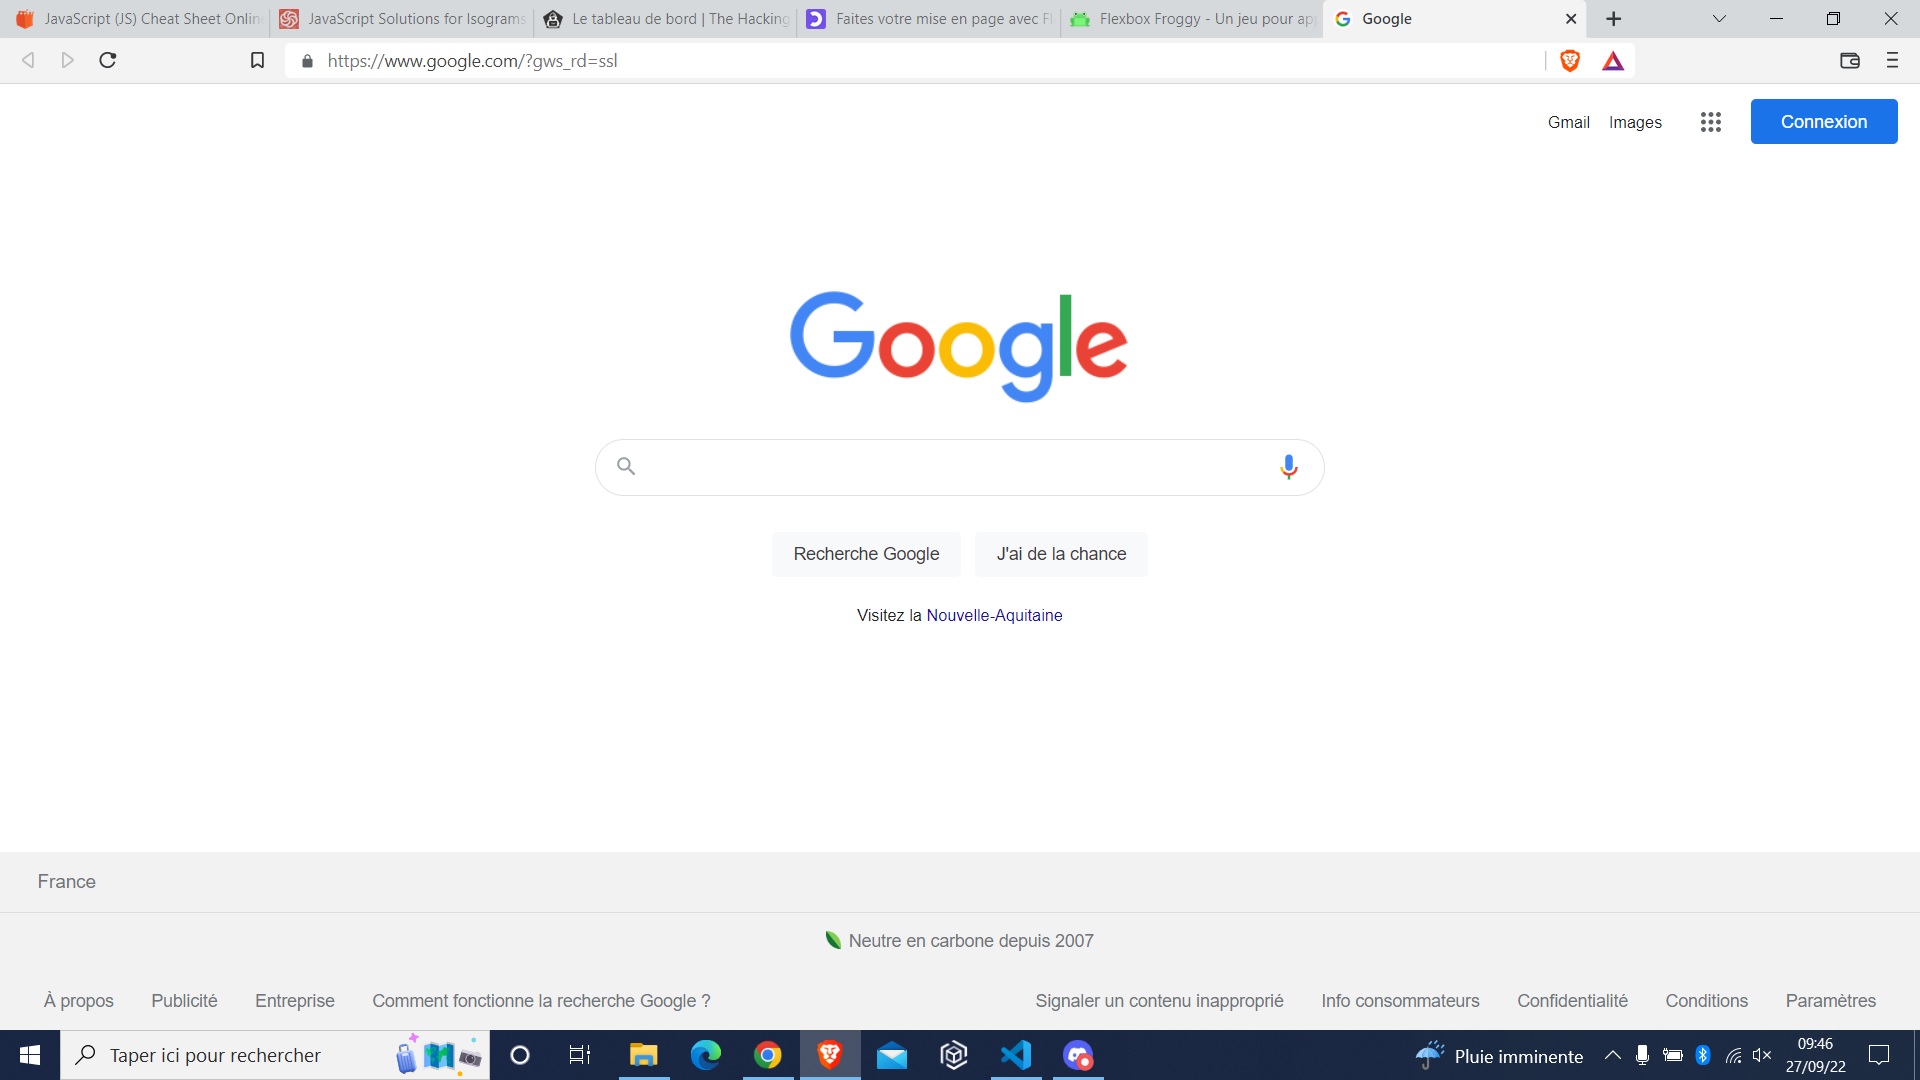 JavaScript (JS) Cheat Sheet Onlin
JavaScript Solutions for Isograms
Le tableau de bord | The Hacking
Faites votre mise en page avec Fl
Flexbox Froggy - Un jeu pour ap
Google
https://www.google.com/?gws_rd=ssl
Gmail
Images
Connexion
Google
Recherche Google
J'ai de la chance
Visitez la Nouvelle-Aquitaine
France
Neutre en carbone depuis 2007
À propos
Publicité
Entreprise
Comment fonctionne la recherche Google ?
Signaler un contenu inapproprié
Info consommateurs
Confidentialité
Conditions
Paramètres
Taper ici pour rechercher
Pluie imminente
09:46
27/09/22